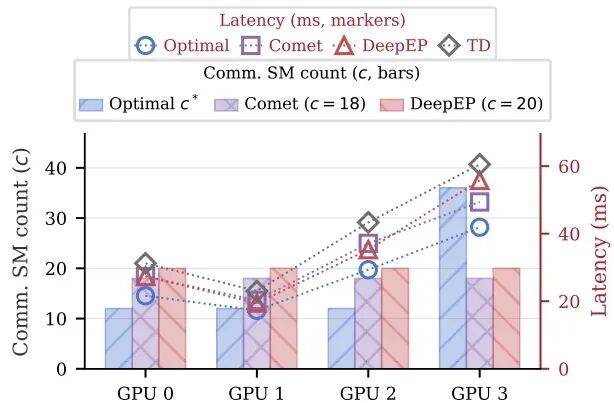 Latency (ms, markers)
Optimal Comet DeepEP TD
Comm. SM count (c, bars)
Optimal c* Comet (c = 18) DeepEP (c = 20)
Comm. SM count (c)
40
30
20
10
0
60
40
20
0
Latency (ms)
GPU 0 GPU 1 GPU 2 GPU 3